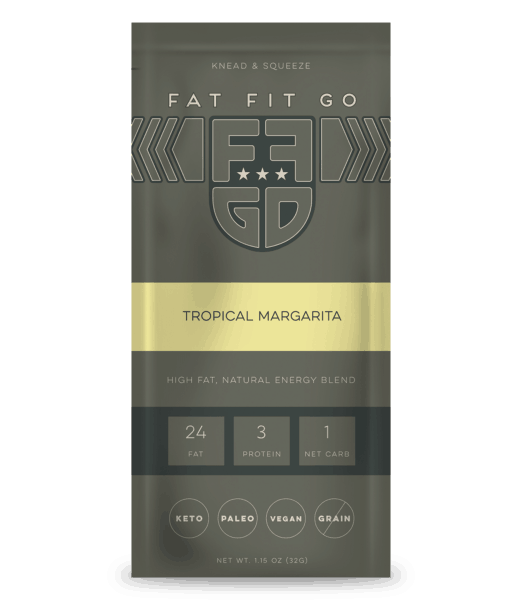 KNEAD & SQUEEZE
FAT FIT GO
FF
GO
TROPICAL MARGARITA
HIGH FAT, NATURAL ENERGY BLEND
24 3 1
FAT PROTEIN NET CARB
KETO PALEO VEGAN GRAIN
NET WT. 1.15 OZ (32G)